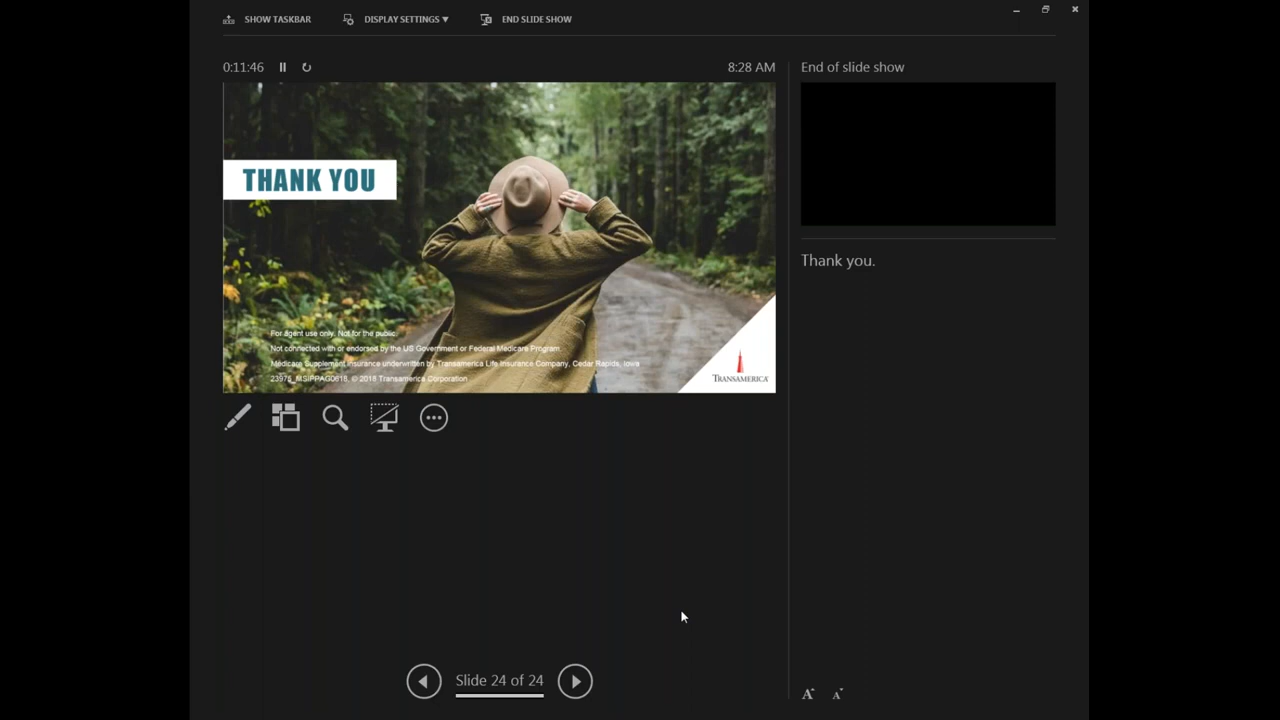 SHOW TASKBAR
DISPLAY SETTINGS ▼
END SLIDE SHOW
0:11:46
8:28 AM
End of slide show
THANK YOU
For agent use only. Not for the public.
Not connected with or endorsed by the US Government or Federal Medicare Program.
Medicare Supplement insurance underwritten by Transamerica Life Insurance Company, Cedar Rapids, Iowa
23975_MSIPPAG0818, © 2018 Transamerica Corporation
TRANSAMERICA®
Thank you.
Slide 24 of 24
A A